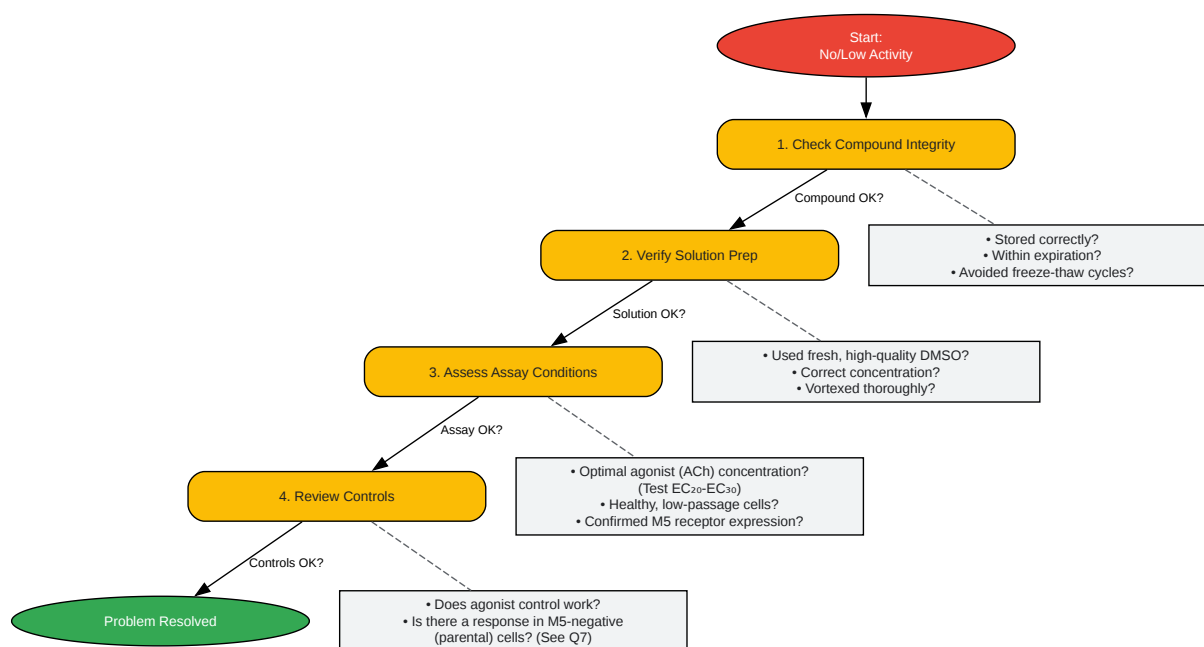 Start:
No/Low Activity
1. Check Compound Integrity
Compound OK?
• Stored correctly?
• Within expiration?
• Avoided freeze-thaw cycles?
2. Verify Solution Prep
Solution OK?
• Used fresh, high-quality DMSO?
• Correct concentration?
• Vortexed thoroughly?
3. Assess Assay Conditions
Assay OK?
• Optimal agonist (ACh) concentration?
(Test EC₂₀-EC₃₀)
• Healthy, low-passage cells?
• Confirmed M5 receptor expression?
4. Review Controls
Controls OK?
• Does agonist control work?
• Is there a response in M5-negative
(parental) cells? (See Q7)
Problem Resolved